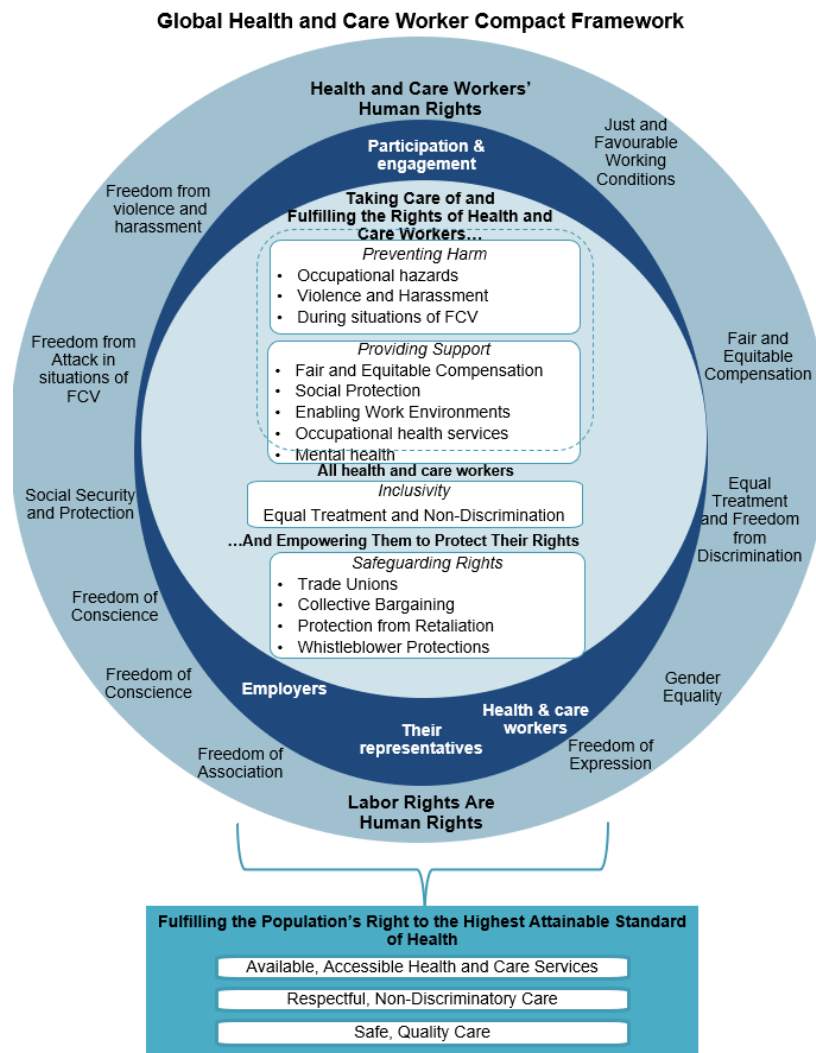 Global Health and Care Worker Compact Framework
Health and Care Workers’
Human Rights
Participation &
engagement
Just and
Favourable
Working
Conditions
Freedom from
violence and
harassment
Taking Care of and
Fulfilling the Rights of Health and
Care Workers…
Preventing Harm
• Occupational hazards
• Violence and Harassment
• During situations of FCV
Freedom from
Attack in
situations of
FCV
Fair and
Equitable
Compensation
Providing Support
• Fair and Equitable Compensation
• Social Protection
• Enabling Work Environments
• Occupational health services
• Mental health
All health and care workers
Social Security
and Protection
Inclusivity
Equal Treatment and Non-Discrimination
Equal
Treatment
and Freedom
from
Discrimination
…And Empowering Them to Protect Their Rights
Safeguarding Rights
• Trade Unions
• Collective Bargaining
• Protection from Retaliation
• Whistleblower Protections
Freedom of
Conscience
Freedom of
Conscience
Employers
Their
representatives
Health & care
workers
Gender
Equality
Freedom of
Association
Freedom of
Expression
Labor Rights Are
Human Rights
Fulfilling the Population’s Right to the Highest Attainable Standard
of Health
Available, Accessible Health and Care Services
Respectful, Non-Discriminatory Care
Safe, Quality Care